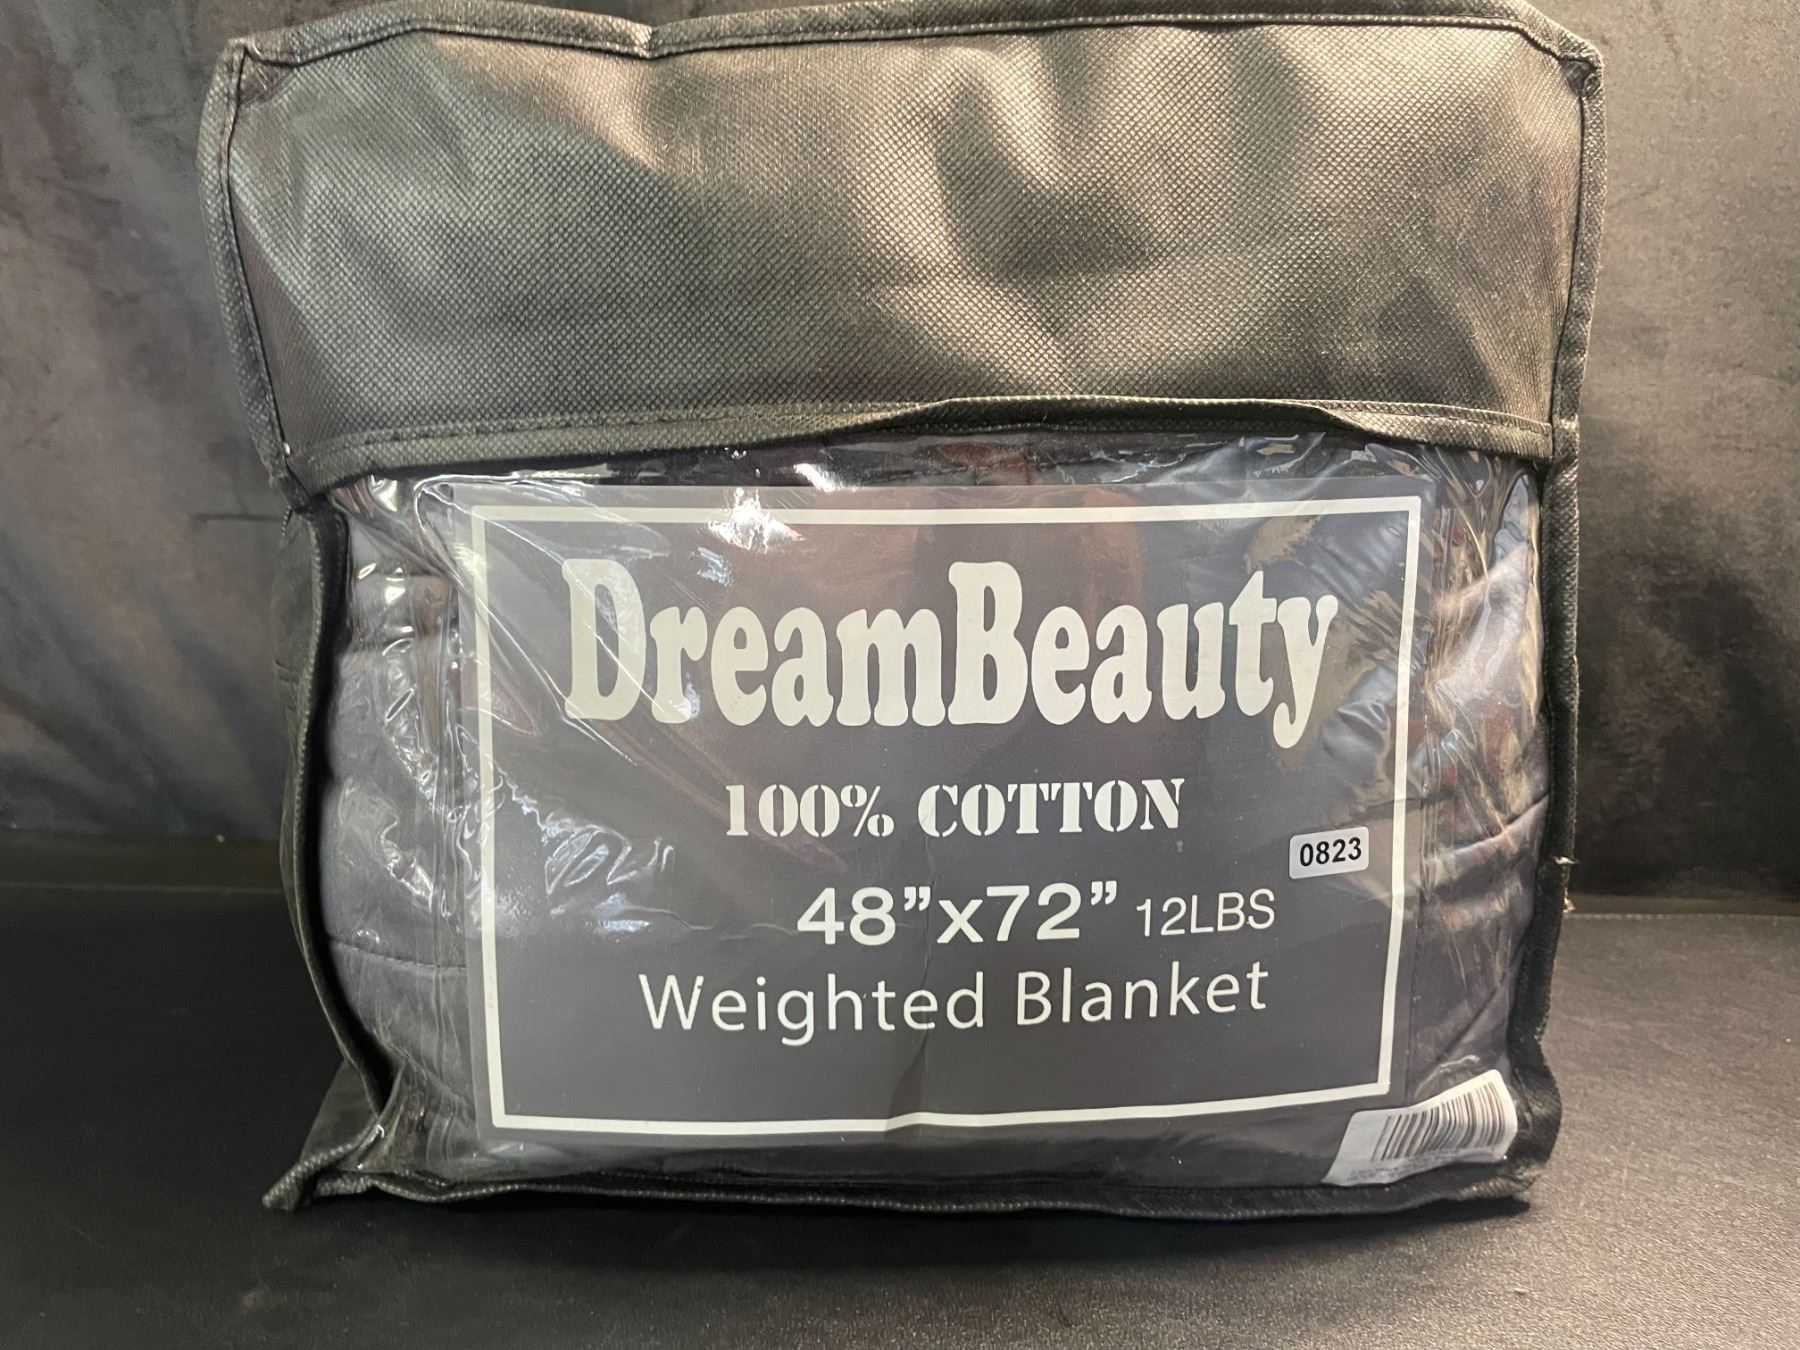 DreamBeauty
100% COTTON
0823
48”x72” 12LBS
Weighted Blanket